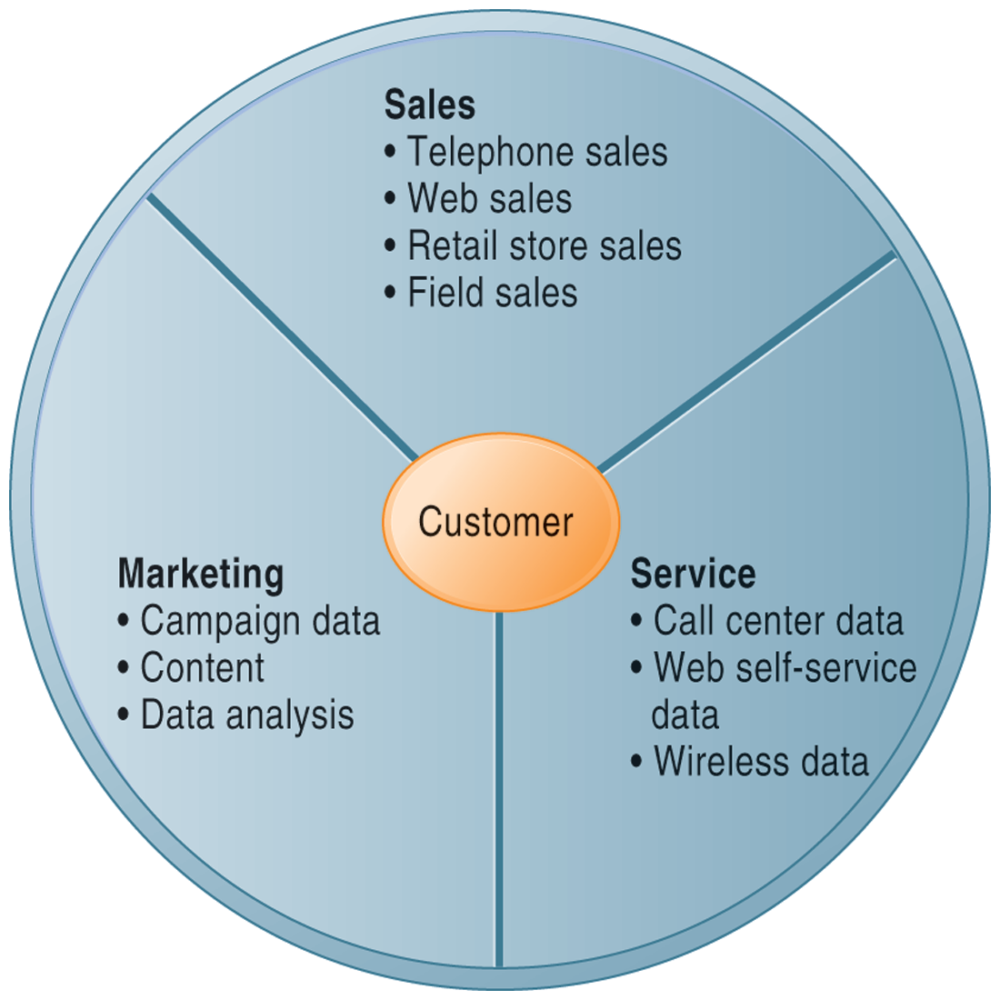 Sales
• Telephone sales
• Web sales
• Retail store sales
• Field sales
Customer
Marketing
• Campaign data
• Content
• Data analysis
Service
• Call center data
• Web self-service
data
• Wireless data